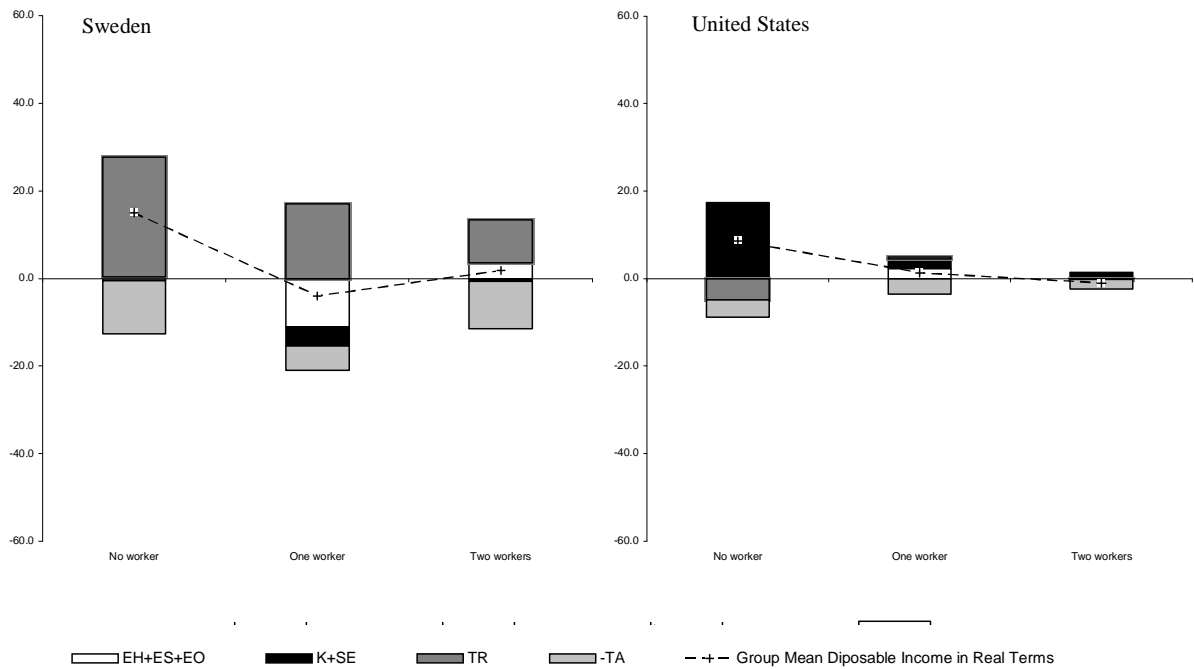 Sweden
60.0
40.0
20.0
0.0
-20.0
-40.0
-60.0
No worker
One worker
Two workers
United States
60.0
40.0
20.0
0.0
-20.0
-40.0
-60.0
No worker
One worker
Two workers
EH+ES+EO
K+SE
TR
-TA
Group Mean Diposable Income in Real Terms